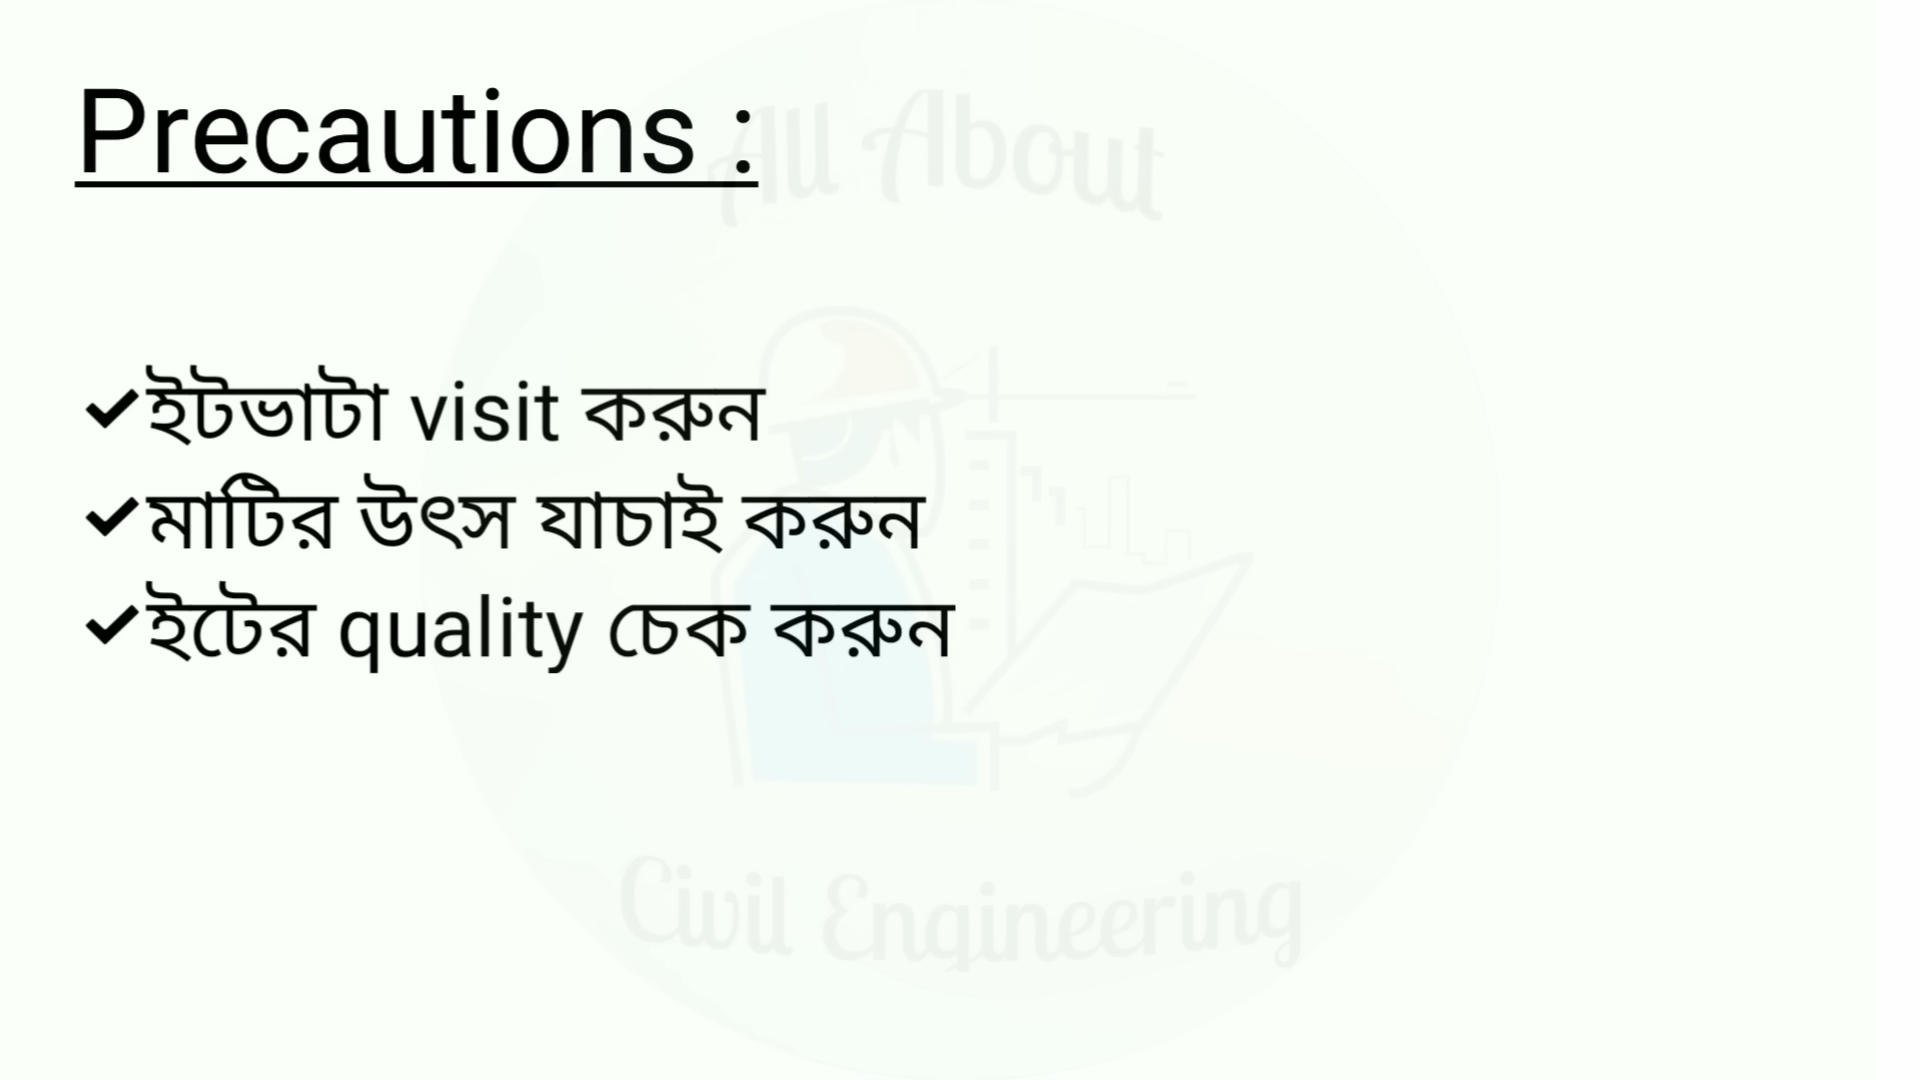 Precautions :
All About
✔ইটভাটা visit করুন
✔মাটির উৎস যাচাই করুন
✔ইটের quality চেক করুন
Civil Engineering